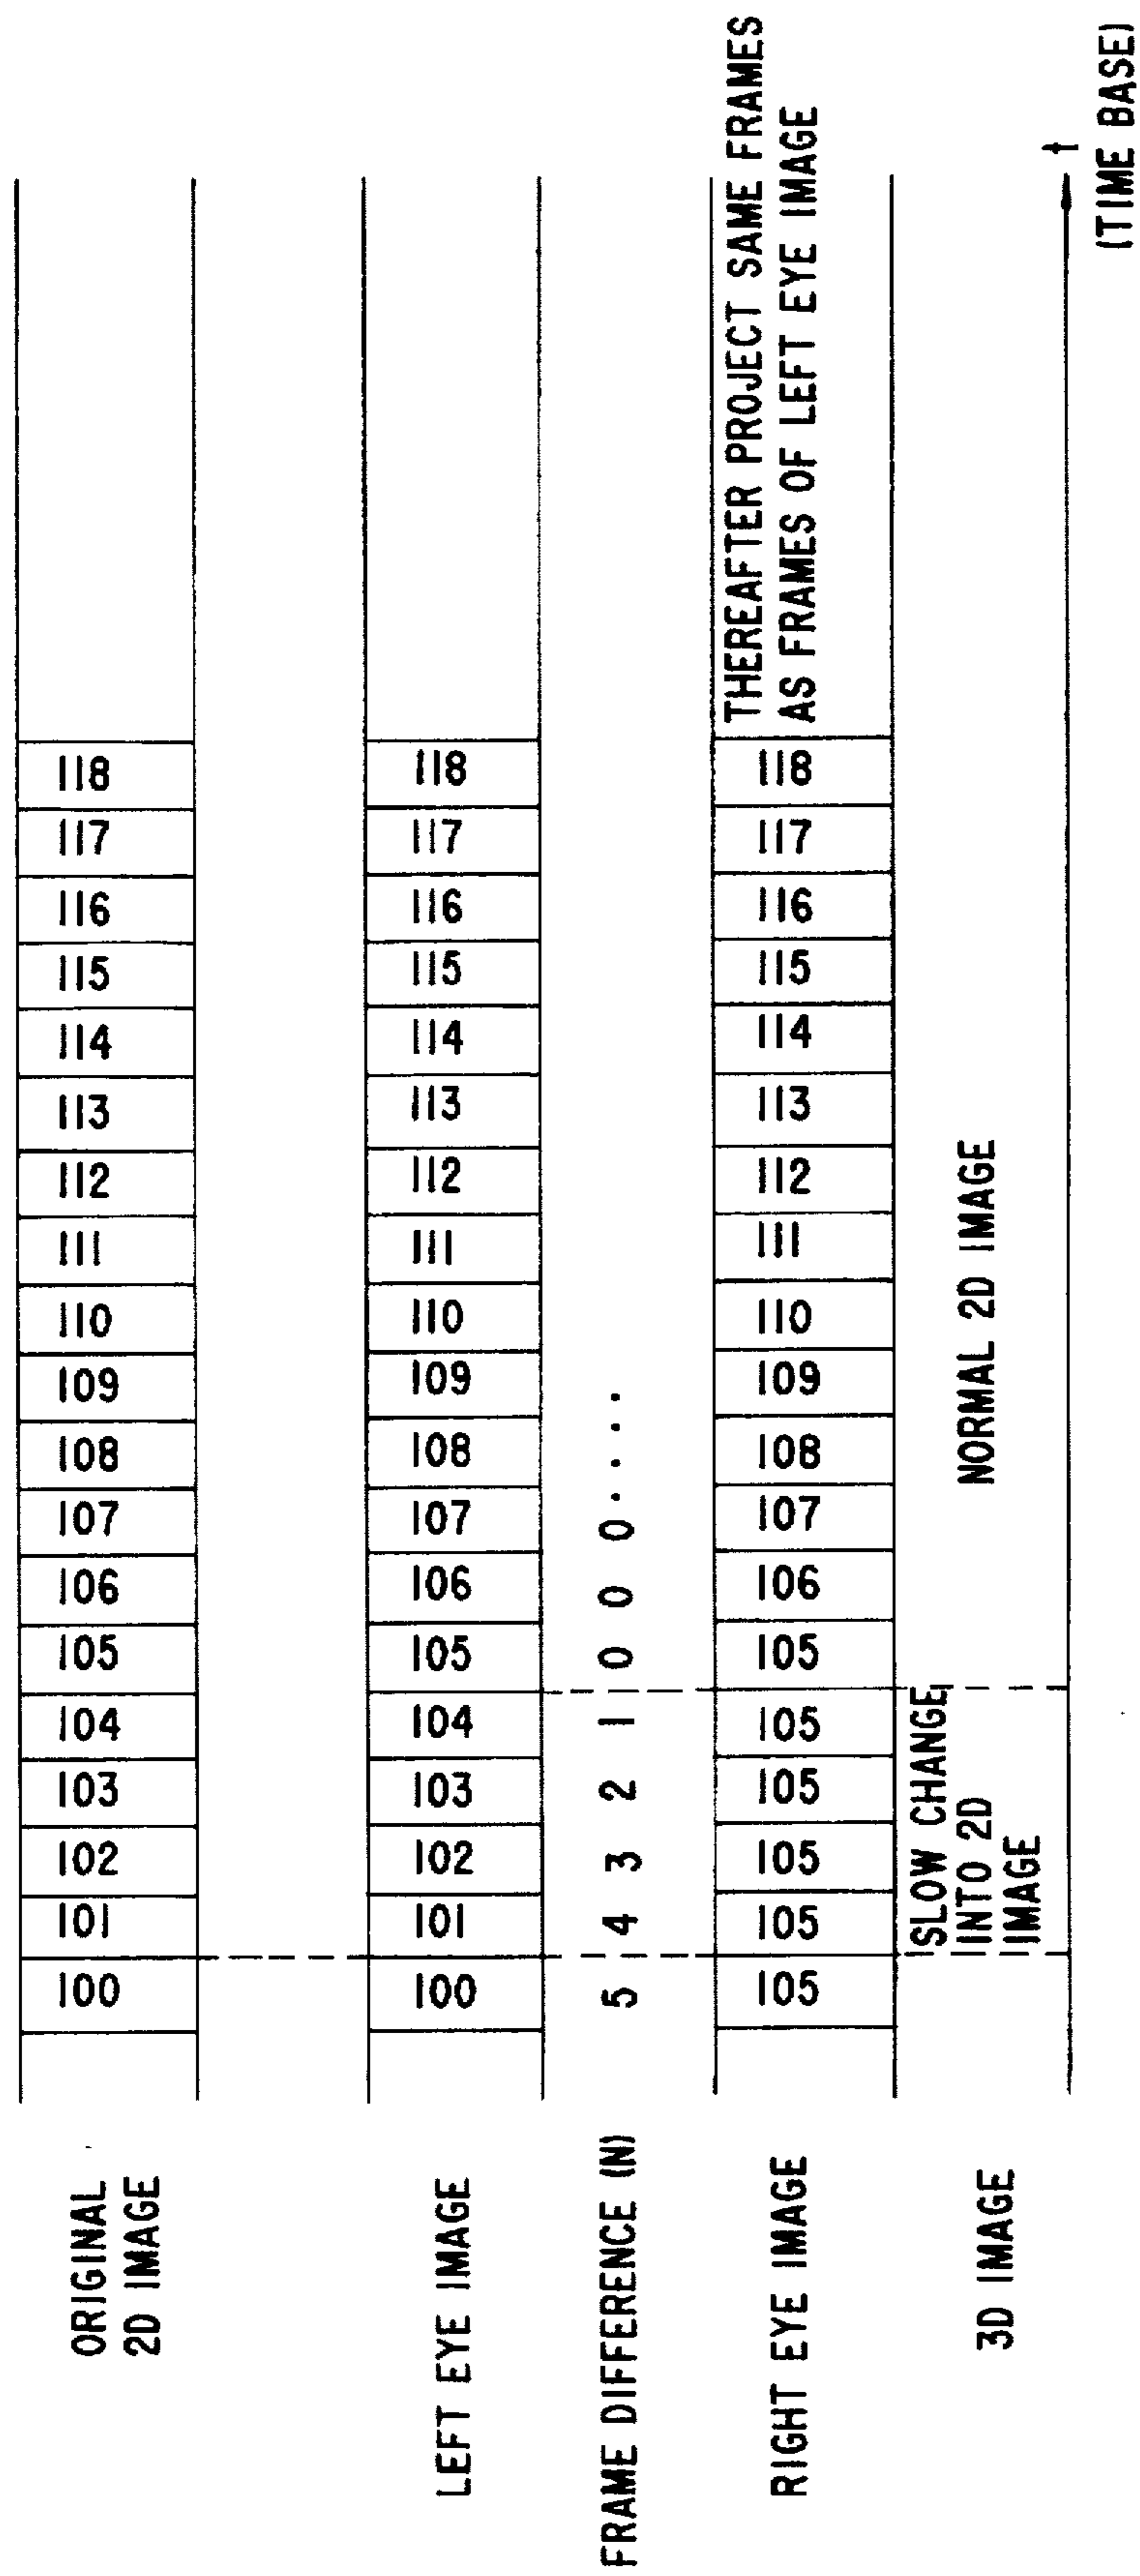 ORIGINAL
2D IMAGE
100 101 102 103 104 105 106 107 108 109 110 111 112 113 114 115 116 117 118
LEFT EYE IMAGE
100 101 102 103 104 105 106 107 108 109 110 111 112 113 114 115 116 117 118
FRAME DIFFERENCE (N)
5 4 3 2 1 0 0 0 . . . .
RIGHT EYE IMAGE
105 105 105 105 105 105 106 107 108 109 110 111 112 113 114 115 116 117 118
THEREAFTER PROJECT SAME FRAMES
AS FRAMES OF LEFT EYE IMAGE
3D IMAGE
SLOW CHANGE
INTO 2D
IMAGE
NORMAL 2D IMAGE
t
(TIME BASE)